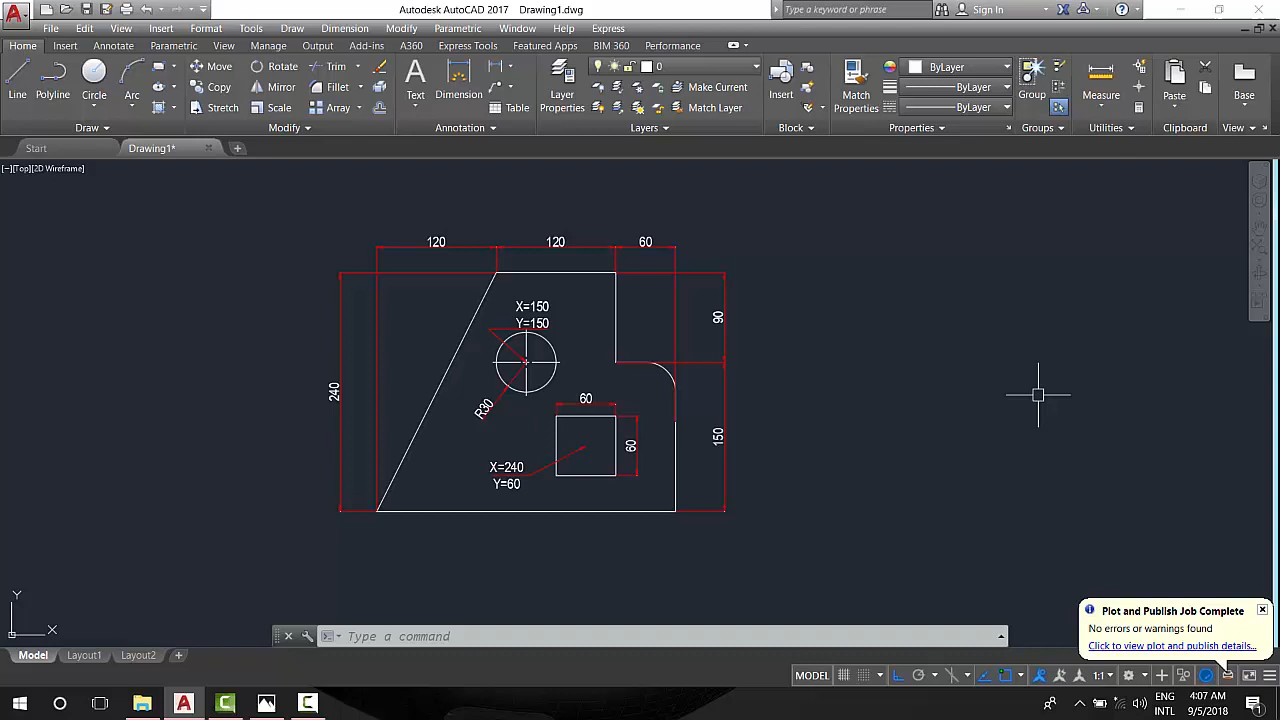 Autodesk AutoCAD 2017   Drawing1.dwg
Type a keyword or phrase
Sign In
File Edit View Insert Format Tools Draw Dimension Modify Parametric Window Help Express
Home Insert Annotate Parametric View Manage Output Add-ins A360 Express Tools Featured Apps BIM 360 Performance
Move Rotate Trim
0
ByLayer
Copy Mirror Fillet
Make Current
ByLayer
Line Polyline Circle Arc
Text Dimension
Layer Properties
Insert
Match Properties
Group
Measure
Paste
Base
Stretch Scale Array
Table
Match Layer
ByLayer
Draw Modify Annotation Layers Block Properties Groups Utilities Clipboard View
Start
Drawing1*
[−][Top][2D Wireframe]
120
120
60
X=150
Y=150
90
240
R30
60
60
150
X=240
Y=60
Y
X
Type a command
Plot and Publish Job Complete
No errors or warnings found
Click to view plot and publish details...
Model Layout1 Layout2
MODEL
1:1
ENG
INTL
4:07 AM
9/5/2018
1